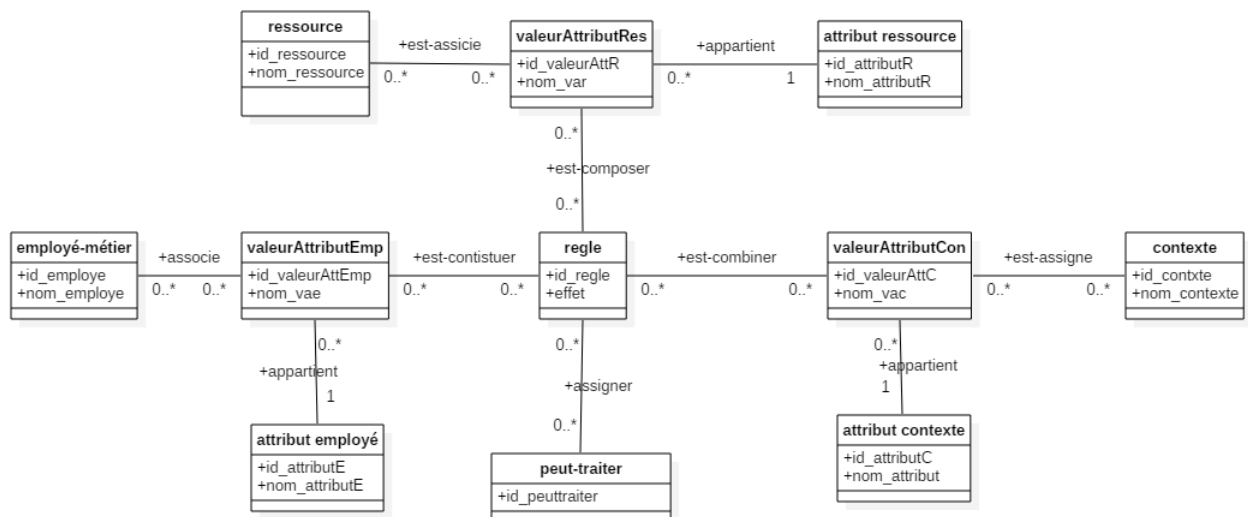 ressource
+id_ressource
+nom_ressource
+est-assicie
0..*
0..*
valeurAttributRes
+id_valeurAttR
+nom_var
+appartient
0..*
1
attribut ressource
+id_attributR
+nom_attributR
0..*
+est-composer
0..*
employé-métier
+id_employe
+nom_employe
+associe
0..*
0..*
valeurAttributEmp
+id_valeurAttEmp
+nom_vae
+est-contistuer
0..*
0..*
regle
+id_regle
+effet
+est-combiner
0..*
0..*
valeurAttributCon
+id_valeurAttC
+nom_vac
+est-assigne
0..*
0..*
contexte
+id_contxte
+nom_contexte
0..*
+appartient
1
0..*
+assigner
0..*
0..*
+appartient
1
attribut employé
+id_attributE
+nom_attributE
peut-traiter
+id_peuttraiter
attribut contexte
+id_attributC
+nom_attribut